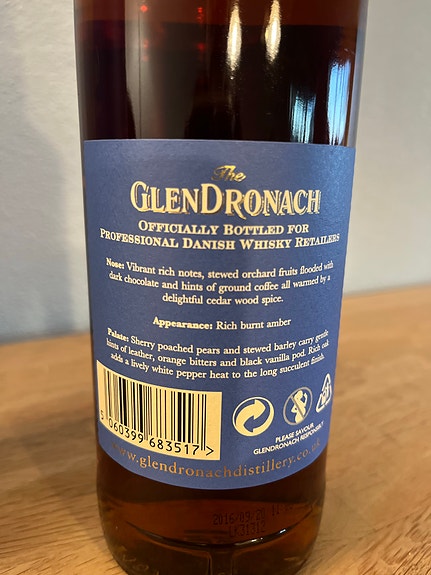 The
GLENDRONACH
OFFICIALLY BOTTLED FOR
PROFESSIONAL DANISH WHISKY RETAILERS
Nose: Vibrant rich notes, stewed orchard fruits flooded with
dark chocolate and hints of ground coffee all warmed by a
delightful cedar wood spice.
Appearance: Rich burnt amber
Palate: Sherry poached pears and stewed barley carry gentle
hints of leather, orange bitters and black vanilla pod. Rich oak
adds a lively white pepper heat to the long succulent finish.
5 060399 683517 >
PLEASE SAVOUR
GLENDRONACH RESPONSIBLY
www.glendronachdistillery.co.uk
2016/09/20